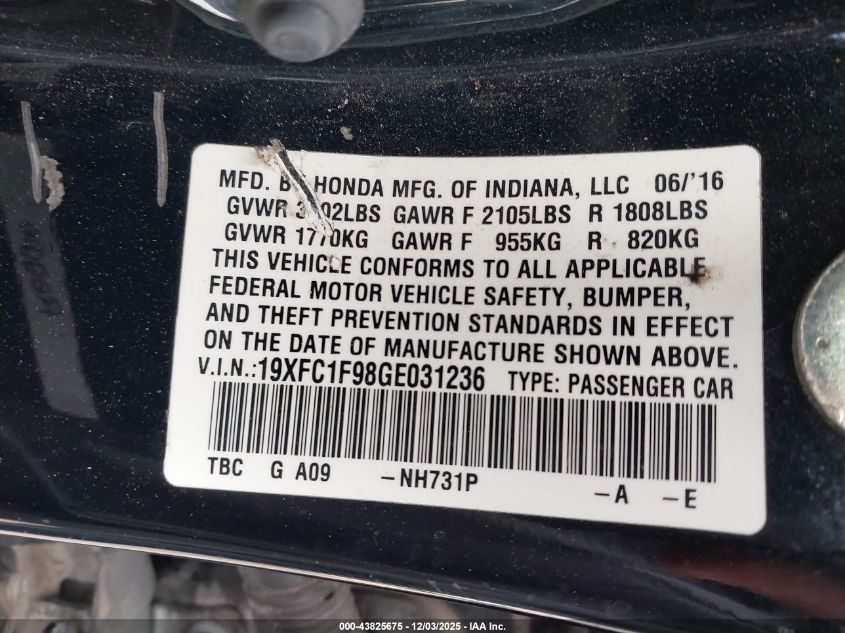 MFD. B HONDA MFG. OF INDIANA, LLC 06/'16
GVWR LBS GAWR F 2105LBS R 1808LBS
GVWR 1770KG GAWR F 955KG R 820KG
THIS VEHICLE CONFORMS TO ALL APPLICABLE
FEDERAL MOTOR VEHICLE SAFETY, BUMPER,
AND THEFT PREVENTION STANDARDS IN EFFECT
ON THE DATE OF MANUFACTURE SHOWN ABOVE.
V.I.N.:19XFC1F98GE031236 TYPE: PASSENGER CAR
TBC G A09 -NH731P -A -E
000-43825675 - 12/03/2025 - IAA Inc.